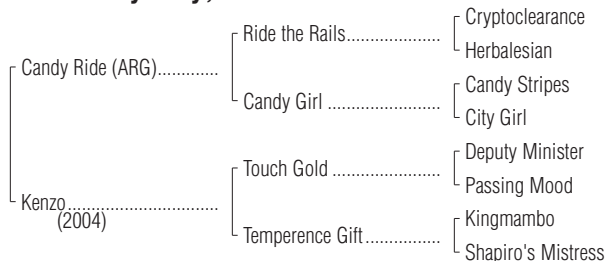 Cryptoclearance
Ride the Rails
Herbalesian
Candy Ride (ARG)
Candy Stripes
Candy Girl
City Girl
Deputy Minister
Touch Gold
Passing Mood
Kenzo
(2004)
Kingmambo
Temperence Gift
Shapiro's Mistress